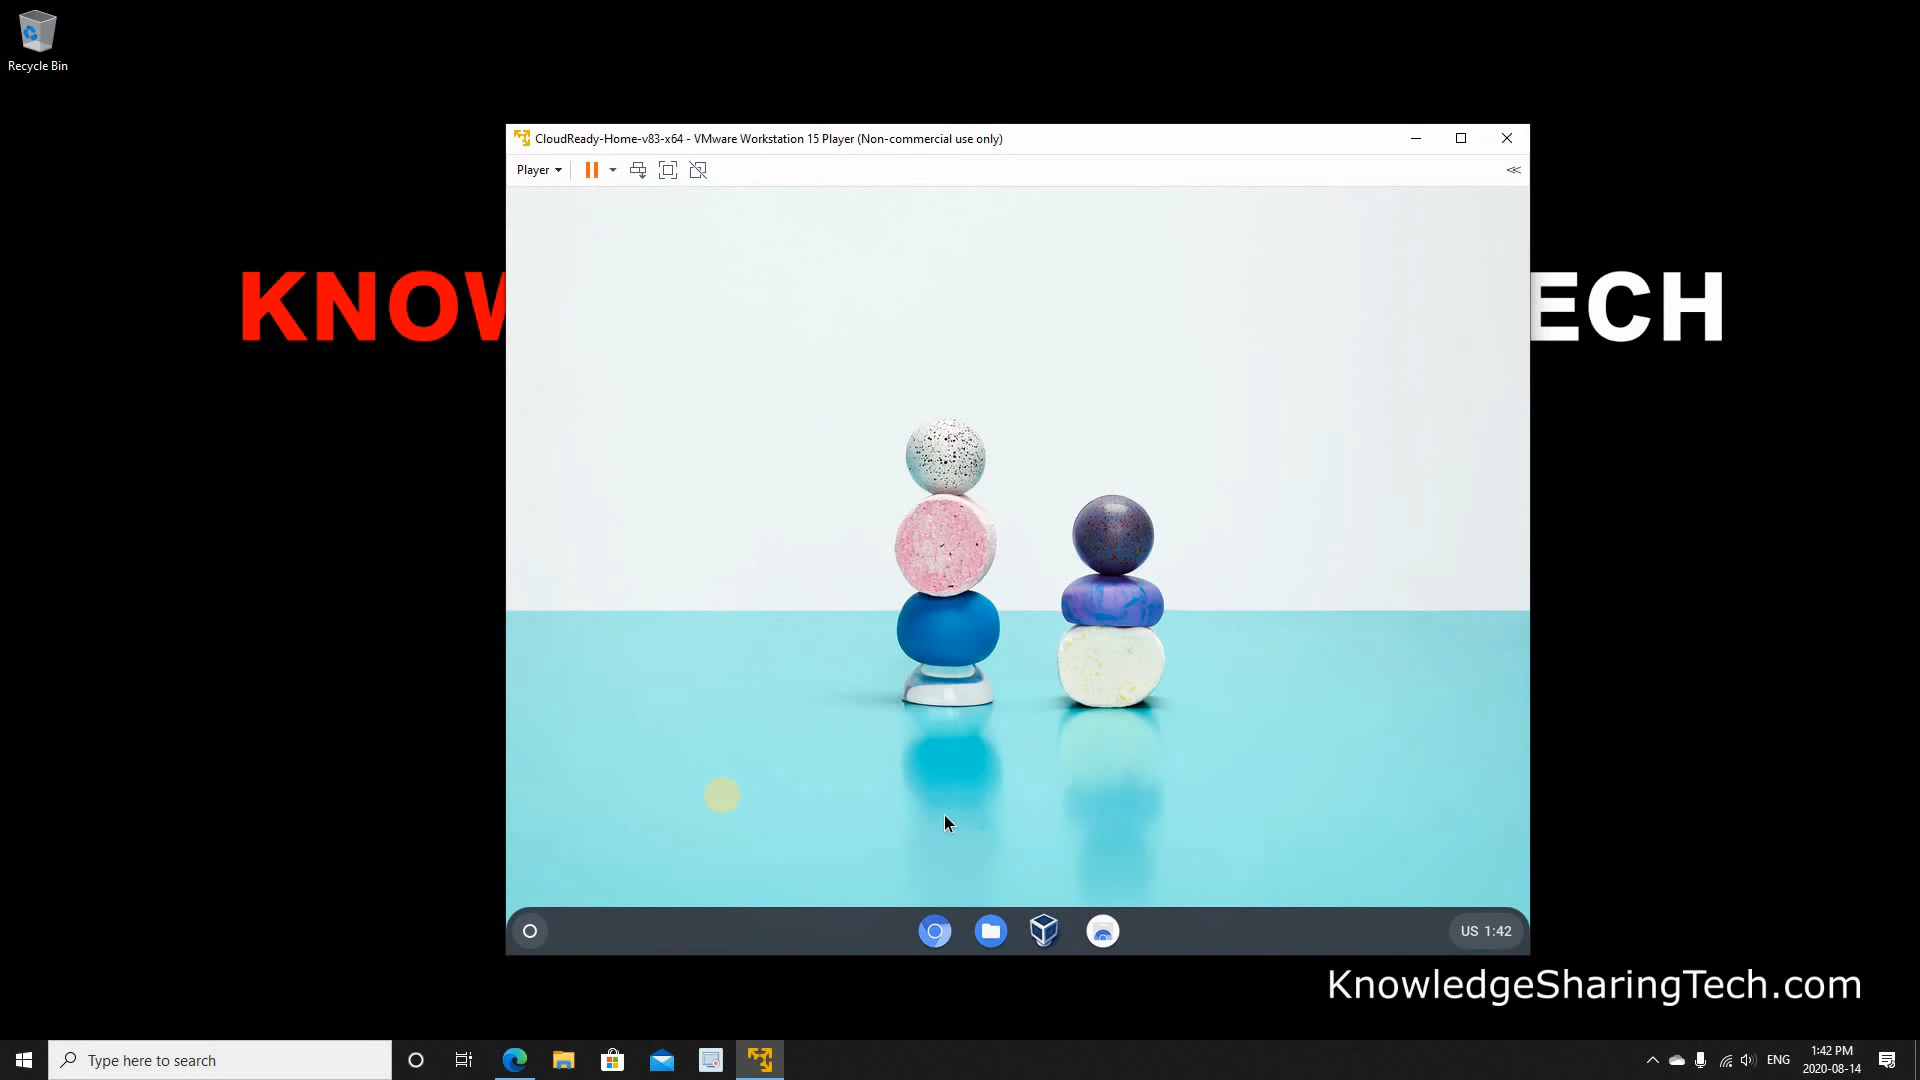 Recycle Bin
CloudReady-Home-v83-x64 - VMware Workstation 15 Player (Non-commercial use only)
Player
KNOW
ECH
US 1:42
KnowledgeSharingTech.com
Type here to search
ENG
1:42 PM
2020-08-14